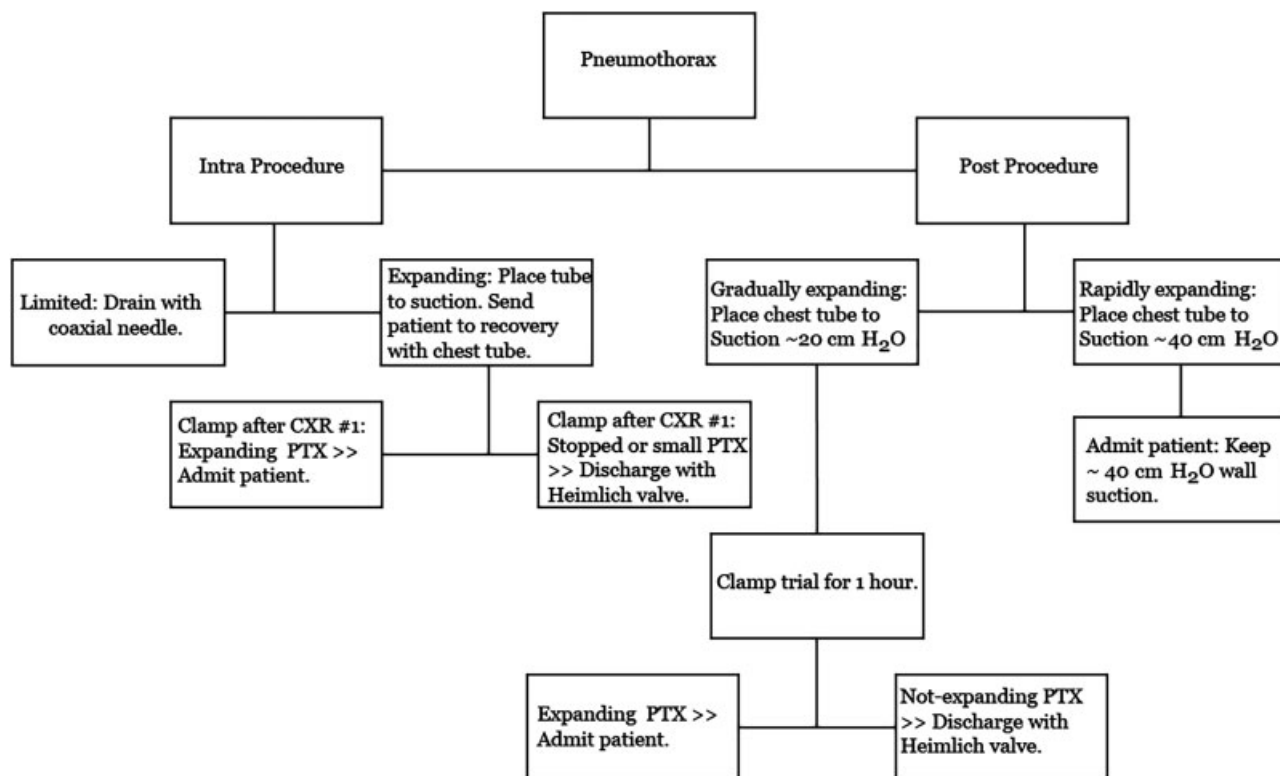 Pneumothorax
Intra Procedure
Post Procedure
Limited: Drain with
coaxial needle.
Expanding: Place tube
to suction. Send
patient to recovery
with chest tube.
Gradually expanding:
Place chest tube to
Suction ~20 cm H₂O
Rapidly expanding:
Place chest tube to
Suction ~40 cm H₂O
Clamp after CXR #1:
Expanding PTX >>
Admit patient.
Clamp after CXR #1:
Stopped or small PTX
>> Discharge with
Heimlich valve.
Admit patient: Keep
~ 40 cm H₂O wall
suction.
Clamp trial for 1 hour.
Expanding PTX >>
Admit patient.
Not-expanding PTX
>> Discharge with
Heimlich valve.